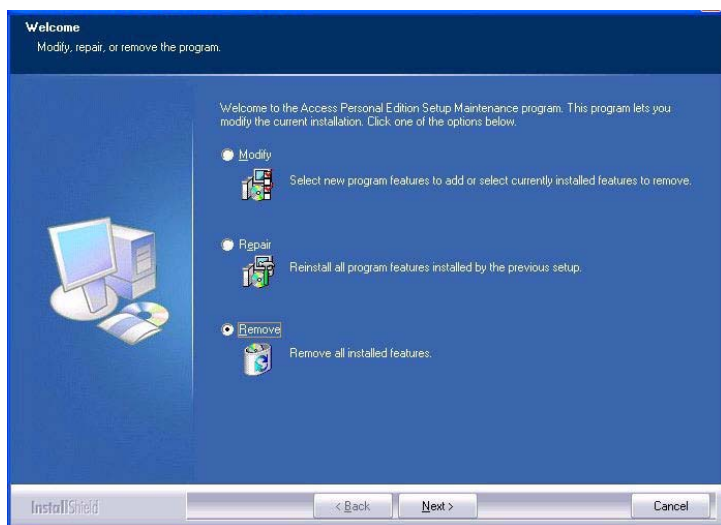 Welcome
Modify, repair, or remove the program.
Welcome to the Access Personal Edition Setup Maintenance program. This program lets you
modify the current installation. Click one of the options below.
Modify
Select new program features to add or select currently installed features to remove.
Repair
Reinstall all program features installed by the previous setup.
Remove
Remove all installed features.
InstallShield
< Back
Next >
Cancel